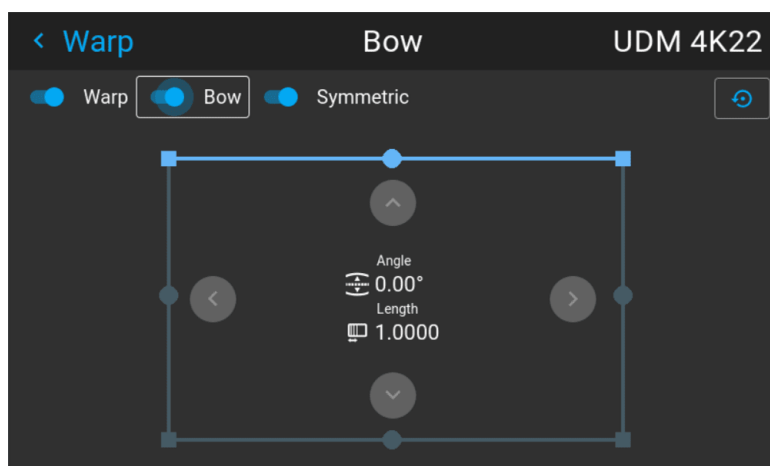 Warp Bow UDM 4K22
Warp Bow Symmetric
Angle
0.00°
Length
1.0000